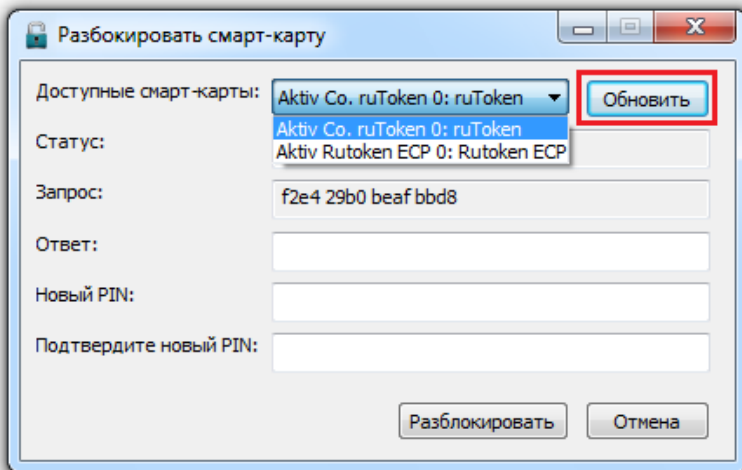 Разбокировать смарт-карту
Доступные смарт-карты: Aktiv Co. ruToken 0: ruToken Обновить
Aktiv Co. ruToken 0: ruToken
Aktiv Rutoken ECP 0: Rutoken ECP
Статус:
Запрос: f2e4 29b0 beaf bbd8
Ответ:
Новый PIN:
Подтвердите новый PIN:
Разблокировать Отмена